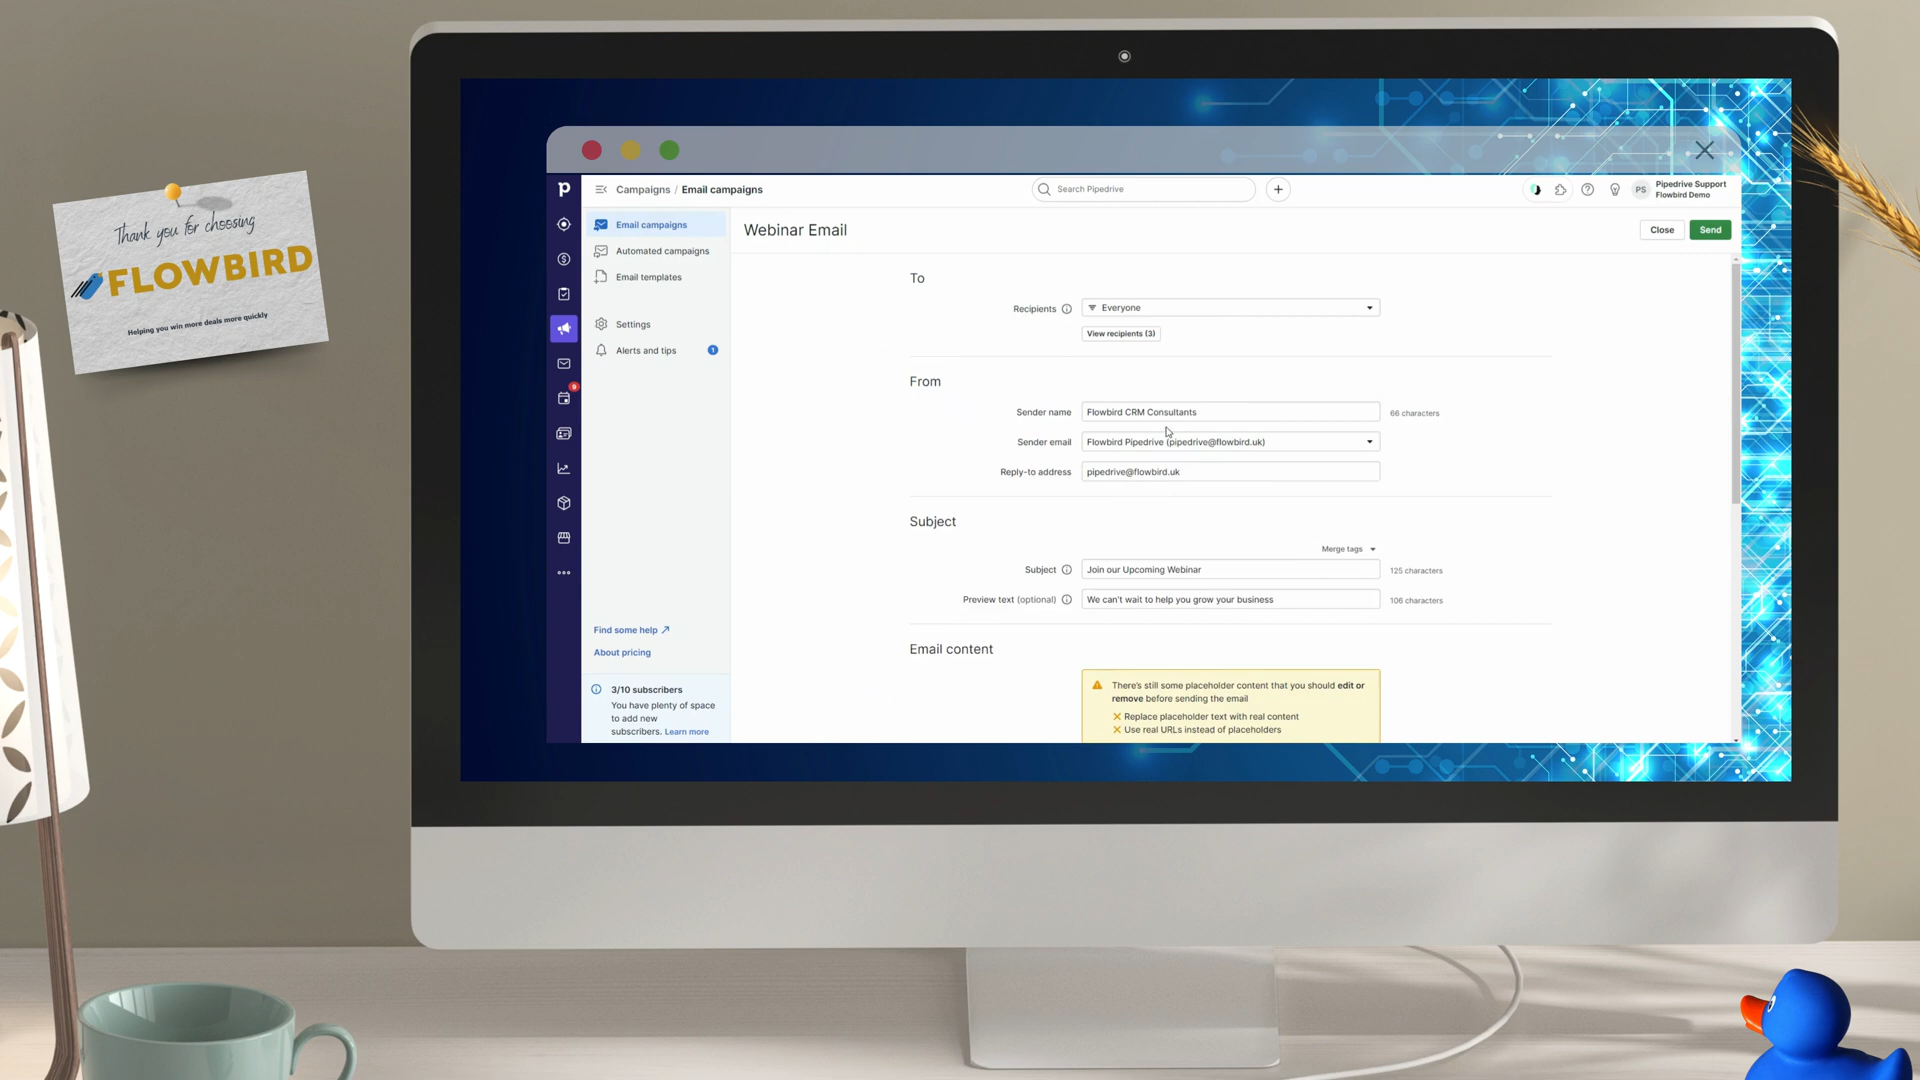 Thank you for choosing
FLOWBIRD
Helping you win more deals more quickly
p
Campaigns / Email campaigns
Search Pipedrive
+
PS
Pipedrive Support
Flowbird Demo
Email campaigns
Automated campaigns
Email templates
Settings
Alerts and tips
1
9
Find some help
About pricing
3/10 subscribers
You have plenty of space
to add new
subscribers. Learn more
Webinar Email
Close
Send
To
Recipients
Everyone
View recipients (3)
From
Sender name
Flowbird CRM Consultants
66 characters
Sender email
Flowbird Pipedrive (pipedrive@flowbird.uk)
Reply-to address
pipedrive@flowbird.uk
Subject
Merge tags
Subject
Join our Upcoming Webinar
125 characters
Preview text (optional)
We can't wait to help you grow your business
106 characters
Email content
There's still some placeholder content that you should edit or
remove before sending the email
Replace placeholder text with real content
Use real URLs instead of placeholders